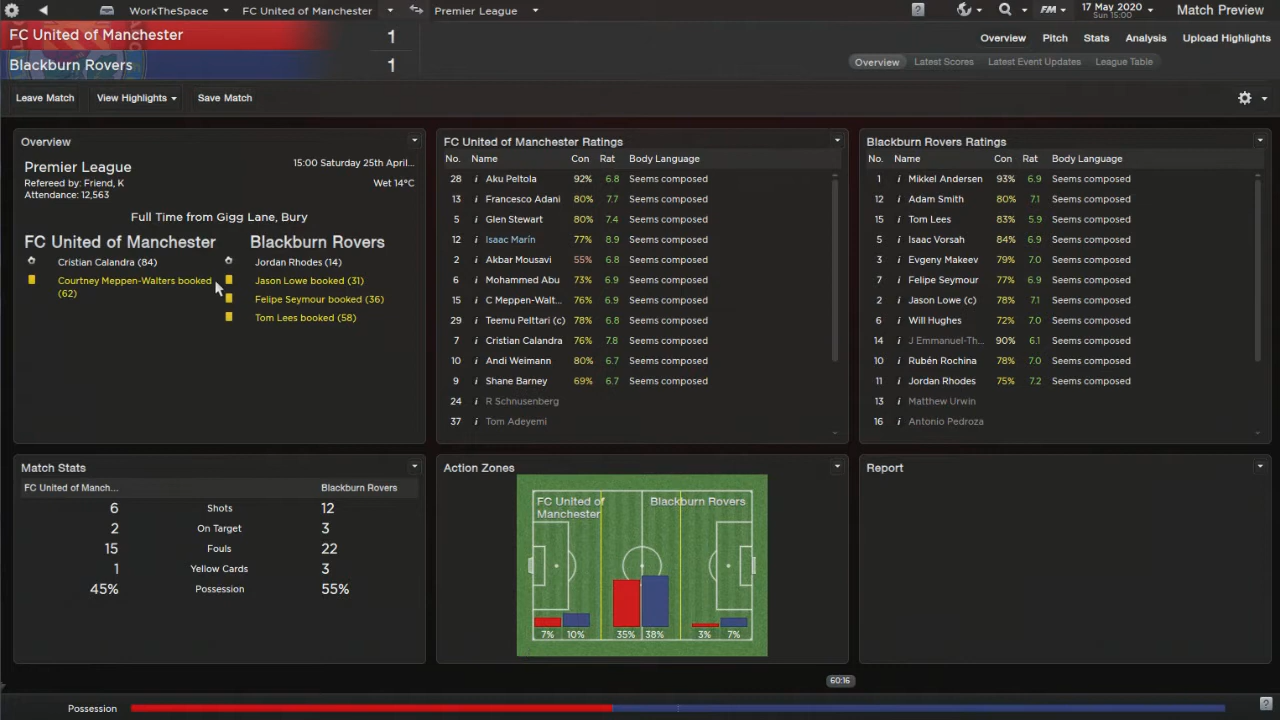 WorkTheSpace FC United of Manchester Premier League FM 17 May 2020 Sun 15:00 Match Preview
FC United of Manchester 1
Blackburn Rovers 1
Overview Pitch Stats Analysis Upload Highlights
Overview Latest Scores Latest Event Updates League Table
Leave Match View Highlights Save Match
Overview
Premier League 15:00 Saturday 25th April...
Refereed by: Friend, K Wet 14°C
Attendance: 12,563
Full Time from Gigg Lane, Bury
FC United of Manchester Blackburn Rovers
Cristian Calandra (84) Jordan Rhodes (14)
Courtney Meppen-Walters booked (62) Jason Lowe booked (31)
Felipe Seymour booked (36)
Tom Lees booked (58)
FC United of Manchester Ratings
No. Name Con Rat Body Language
28 i Aku Peltola 92% 6.8 Seems composed
13 i Francesco Adani 80% 7.7 Seems composed
5 i Glen Stewart 80% 7.4 Seems composed
12 i Isaac Marín 77% 8.9 Seems composed
2 i Akbar Mousavi 55% 6.8 Seems composed
6 i Mohammed Abu 73% 6.9 Seems composed
15 i C Meppen-Walt... 76% 6.9 Seems composed
29 i Teemu Pelttari (c) 78% 6.8 Seems composed
7 i Cristian Calandra 76% 7.8 Seems composed
10 i Andi Weimann 80% 6.7 Seems composed
9 i Shane Barney 69% 6.7 Seems composed
24 i R Schnusenberg
37 i Tom Adeyemi
Blackburn Rovers Ratings
No. Name Con Rat Body Language
1 i Mikkel Andersen 93% 6.9 Seems composed
12 i Adam Smith 80% 7.1 Seems composed
15 i Tom Lees 83% 5.9 Seems composed
5 i Isaac Vorsah 84% 6.9 Seems composed
3 i Evgeny Makeev 79% 7.0 Seems composed
7 i Felipe Seymour 77% 6.9 Seems composed
2 i Jason Lowe (c) 78% 7.1 Seems composed
6 i Will Hughes 72% 7.0 Seems composed
14 i J Emmanuel-Th... 90% 6.1 Seems composed
10 i Rubén Rochina 78% 7.0 Seems composed
11 i Jordan Rhodes 75% 7.2 Seems composed
13 i Matthew Urwin
16 i Antonio Pedroza
Match Stats
FC United of Manch... Blackburn Rovers
6 Shots 12
2 On Target 3
15 Fouls 22
1 Yellow Cards 3
45% Possession 55%
Action Zones
FC United of Manchester Blackburn Rovers
7% 10% 35% 38% 3% 7%
Report
60:16
Possession